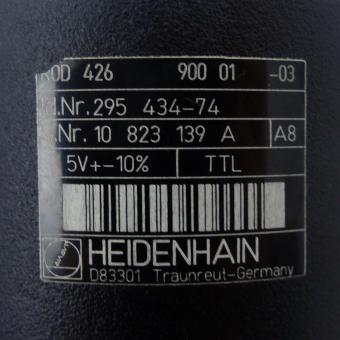 ROD 426 900 01 -03
Id.Nr. 295 434-74
S.Nr. 10 823 139 A A8
5V+-10% TTL
HEIDENHAIN
D83301 Traunreut-Germany